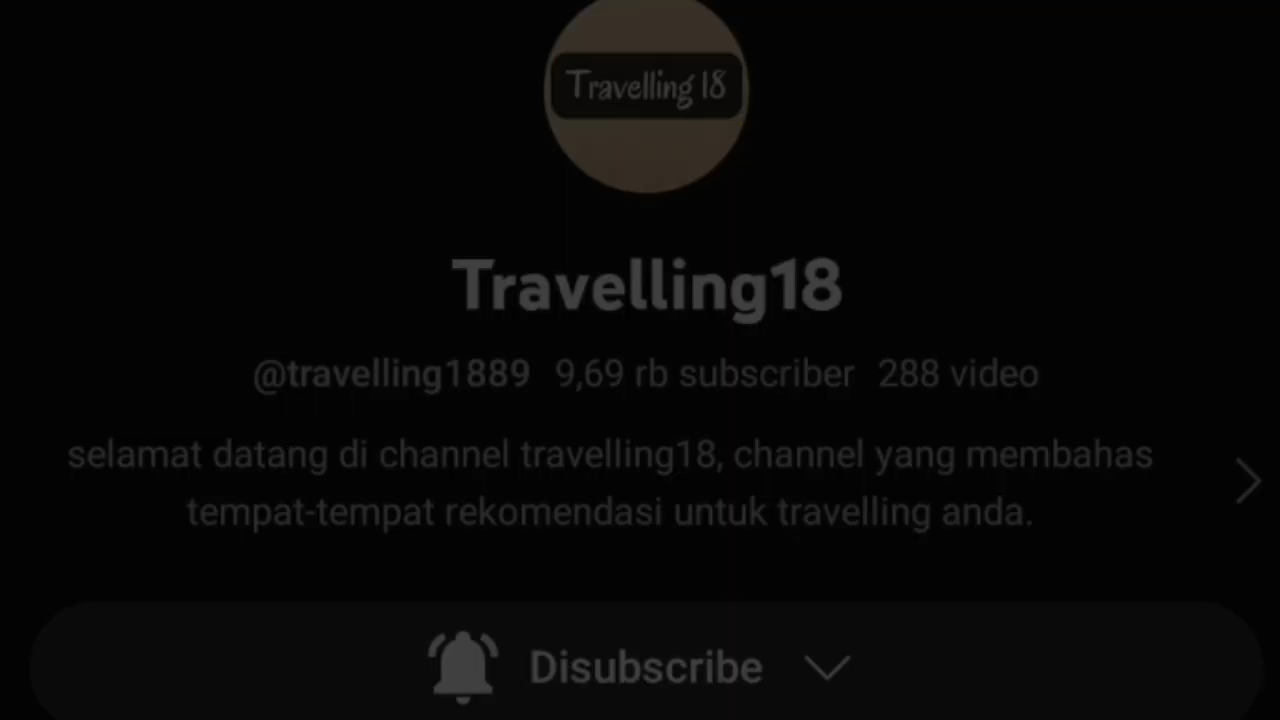 Travelling 18
Travelling18
@travelling1889 9,69 rb subscriber 288 video
selamat datang di channel travelling18, channel yang membahas
tempat-tempat rekomendasi untuk travelling anda.
Disubscribe